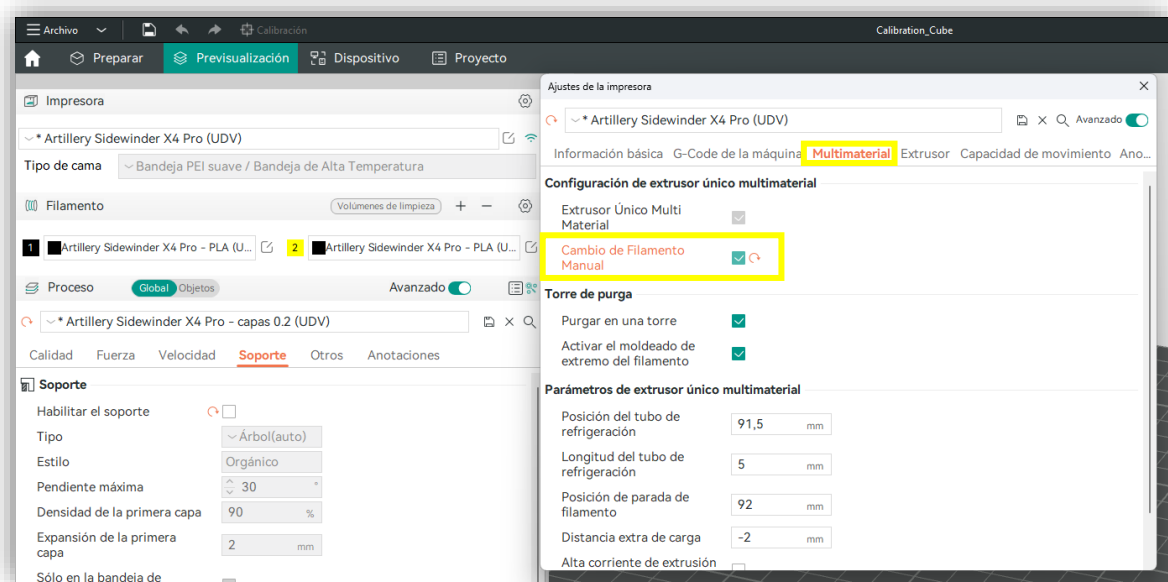 Archivo
Calibración
Calibration_Cube
Preparar
Previsualización
Dispositivo
Proyecto
Impresora
* Artillery Sidewinder X4 Pro (UDV)
Tipo de cama
Bandeja PEI suave / Bandeja de Alta Temperatura
Filamento
Volúmenes de limpieza
1
Artillery Sidewinder X4 Pro - PLA (U...
2
Artillery Sidewinder X4 Pro - PLA (U...
Proceso
Global
Objetos
Avanzado
* Artillery Sidewinder X4 Pro - capas 0.2 (UDV)
Calidad
Fuerza
Velocidad
Soporte
Otros
Anotaciones
Soporte
Habilitar el soporte
Tipo
Árbol(auto)
Estilo
Orgánico
Pendiente máxima
30 °
Densidad de la primera capa
90 %
Expansión de la primera
capa
2 mm
Sólo en la bandeja de
Ajustes de la impresora
* Artillery Sidewinder X4 Pro (UDV)
Avanzado
Información básica
G-Code de la máquina
Multimaterial
Extrusor
Capacidad de movimiento
Ano...
Configuración de extrusor único multimaterial
Extrusor Único Multi
Material
Cambio de Filamento
Manual
Torre de purga
Purgar en una torre
Activar el moldeado de
extremo del filamento
Parámetros de extrusor único multimaterial
Posición del tubo de
refrigeración
91,5 mm
Longitud del tubo de
refrigeración
5 mm
Posición de parada de
filamento
92 mm
Distancia extra de carga
-2 mm
Alta corriente de extrusión